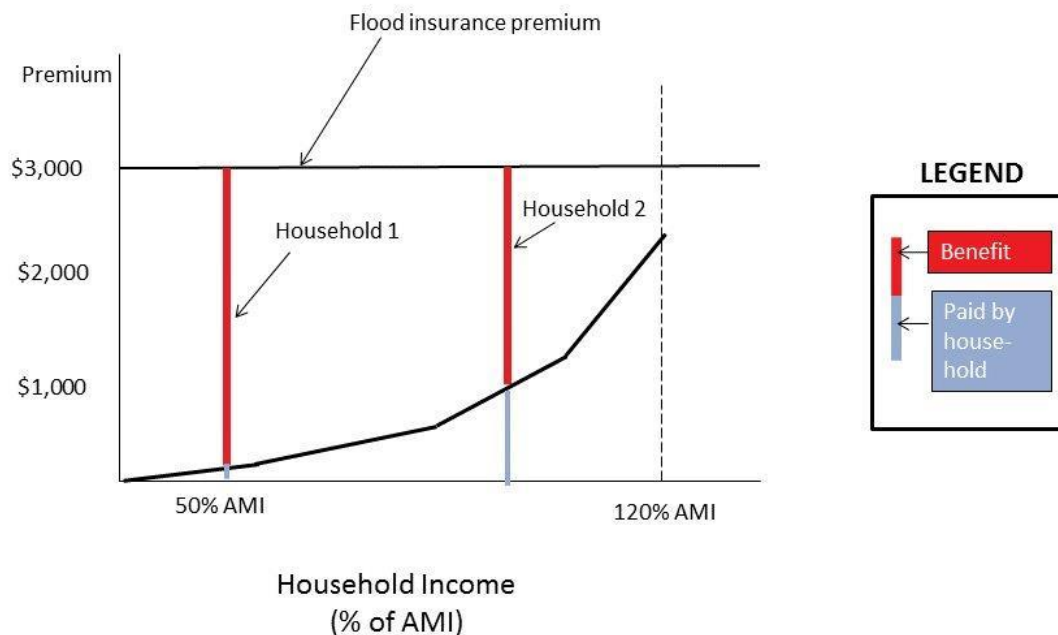 Flood insurance premium
Premium
$3,000
LEGEND
Household 1
Household 2
Benefit
$2,000
Paid by
house-
hold
$1,000
50% AMI
120% AMI
Household Income
(% of AMI)